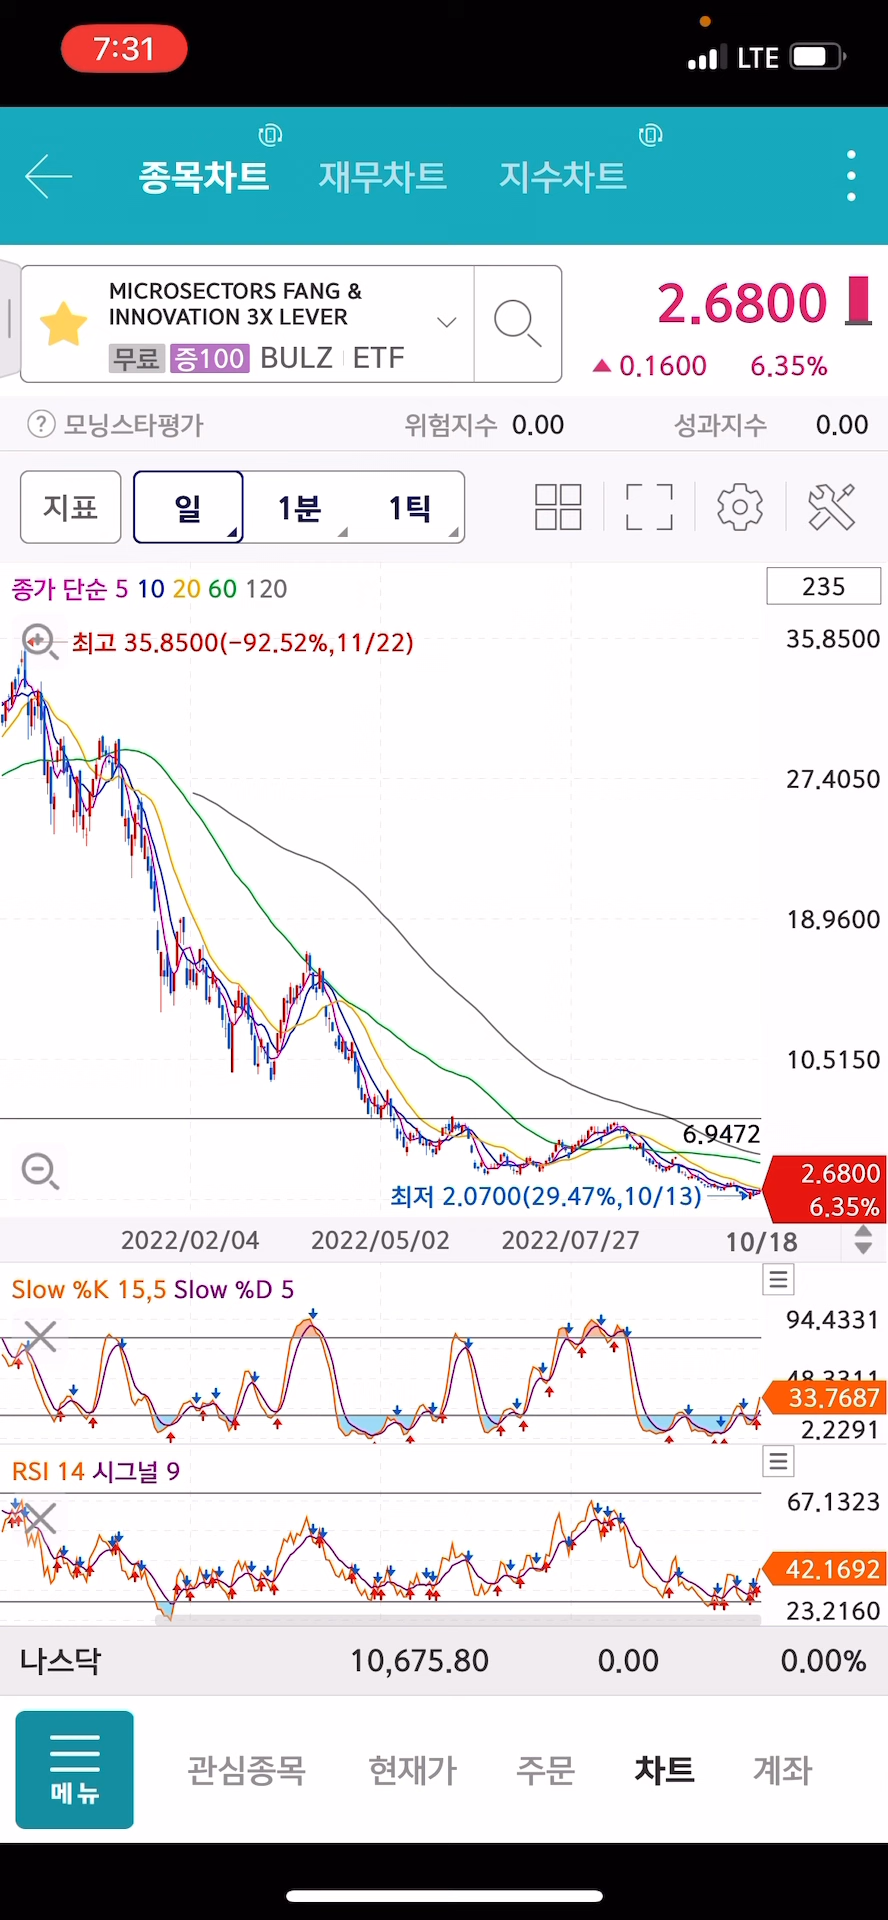 7:31
LTE
종목차트 재무차트 지수차트
MICROSECTORS FANG &
INNOVATION 3X LEVER
무료 증100 BULZ ETF
2.6800
▲ 0.1600 6.35%
? 모닝스타평가 위험지수 0.00 성과지수 0.00
지표 일 1분 1틱
종가 단순 5 10 20 60 120
235
최고 35.8500(-92.52%,11/22)
35.8500
27.4050
18.9600
10.5150
6.9472
2.6800
6.35%
최저 2.0700(29.47%,10/13)
2022/02/04 2022/05/02 2022/07/27 10/18
Slow %K 15,5 Slow %D 5
94.4331
48.3311
33.7687
2.2291
RSI 14 시그널 9
67.1323
42.1692
23.2160
나스닥 10,675.80 0.00 0.00%
메뉴 관심종목 현재가 주문 차트 계좌